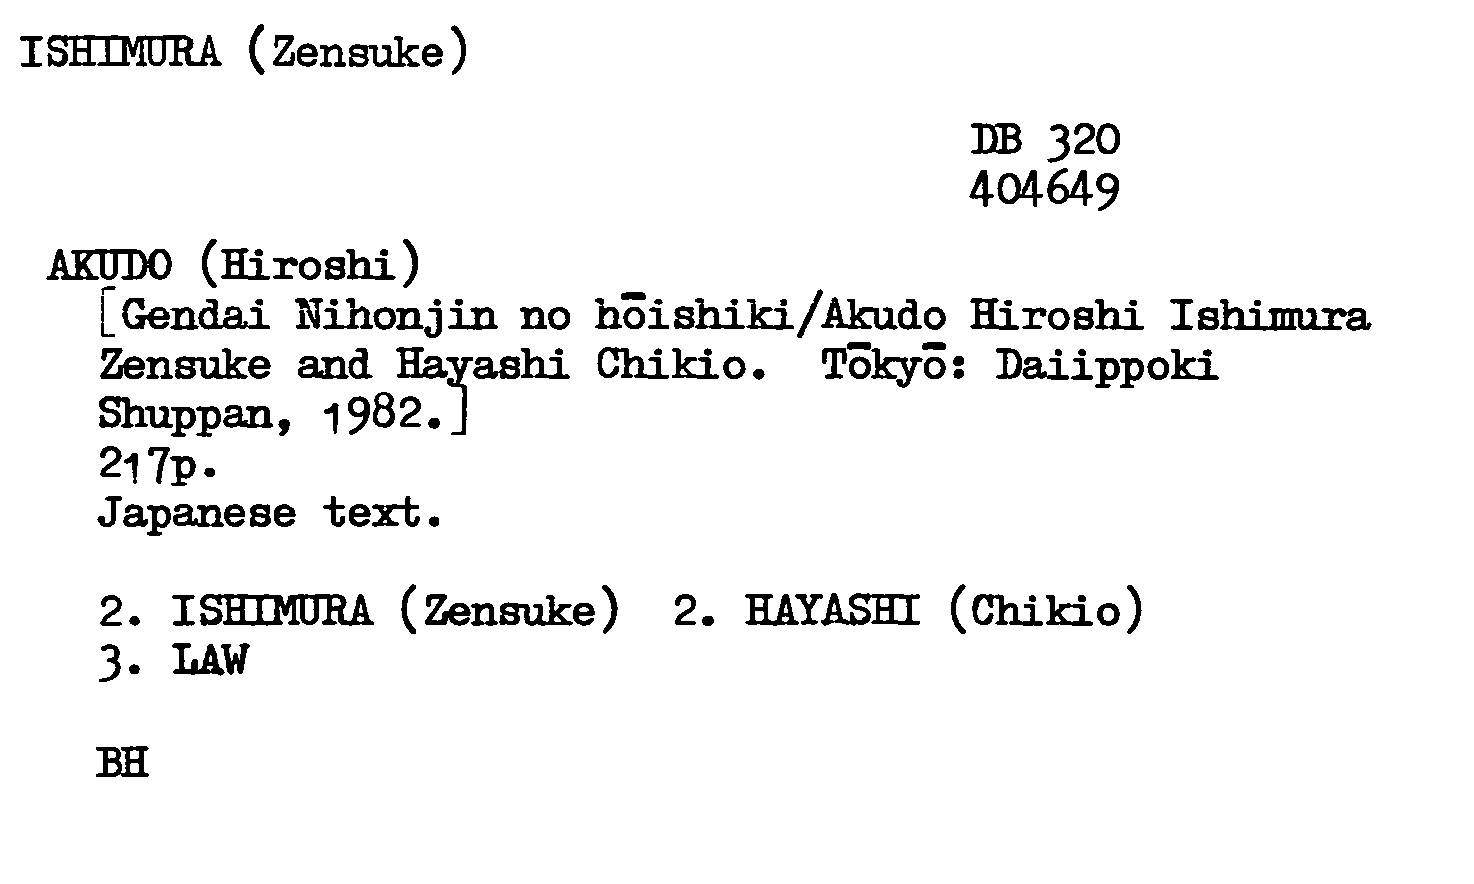 ISHIMURA (Zensuke)
DB 320
404649
AKUDO (Hiroshi)
[Gendai Nihonjin no hōishiki/Akudo Hiroshi Ishimura
Zensuke and Hayashi Chikio. Tōkyō: Daiippoki
Shuppan, 1982.]
217p.
Japanese text.
2. ISHIMURA (Zensuke) 2. HAYASHI (Chikio)
3. LAW
BH